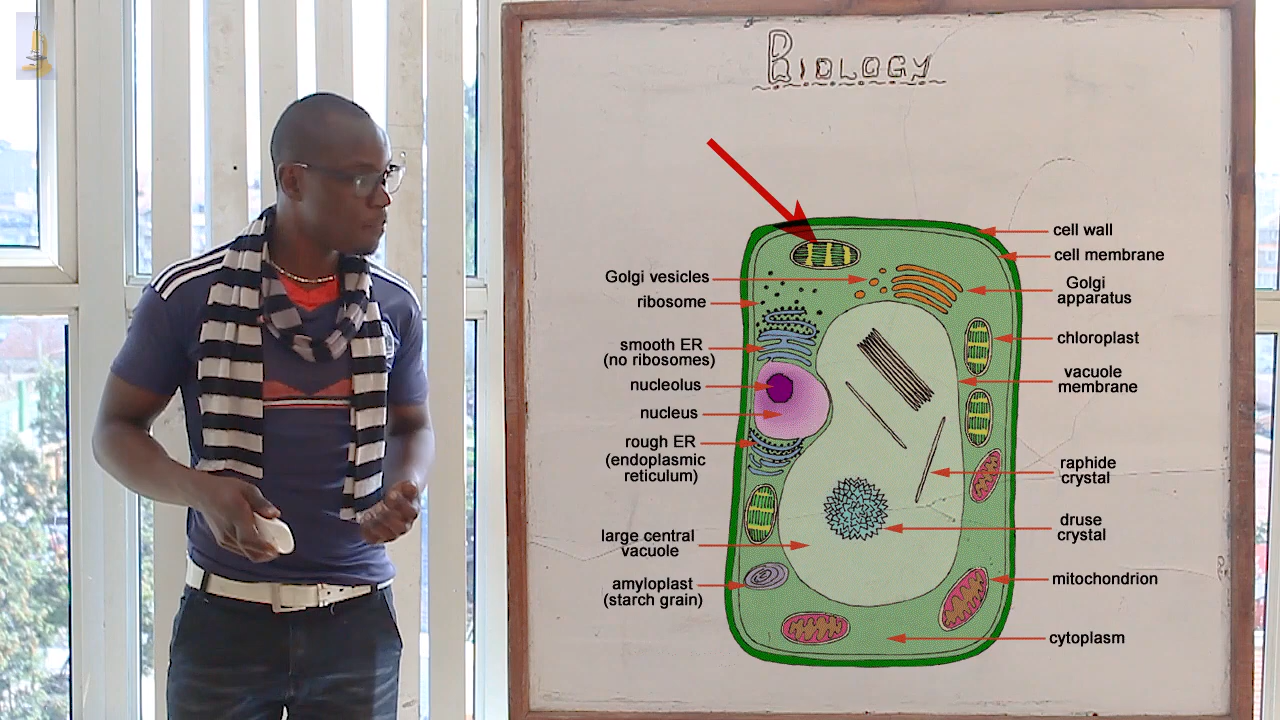 BIOLOGY
Golgi vesicles
ribosome
smooth ER
(no ribosomes)
nucleolus
nucleus
rough ER
(endoplasmic
reticulum)
large central
vacuole
amyloplast
(starch grain)
cell wall
cell membrane
Golgi
apparatus
chloroplast
vacuole
membrane
raphide
crystal
druse
crystal
mitochondrion
cytoplasm